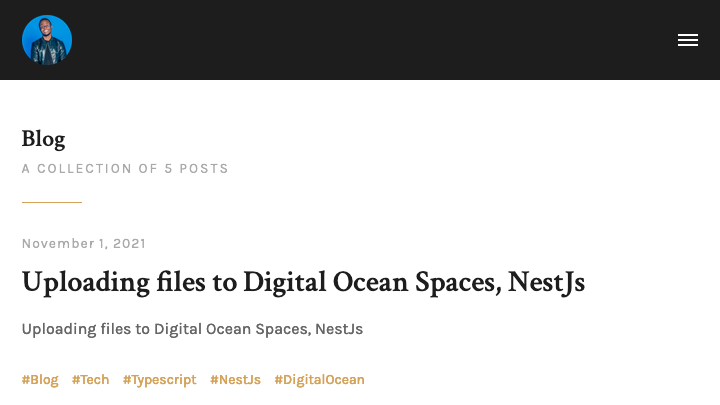 Blog
A COLLECTION OF 5 POSTS
November 1, 2021
Uploading files to Digital Ocean Spaces, NestJs
Uploading files to Digital Ocean Spaces, NestJs
#Blog #Tech #Typescript #NestJs #DigitalOcean